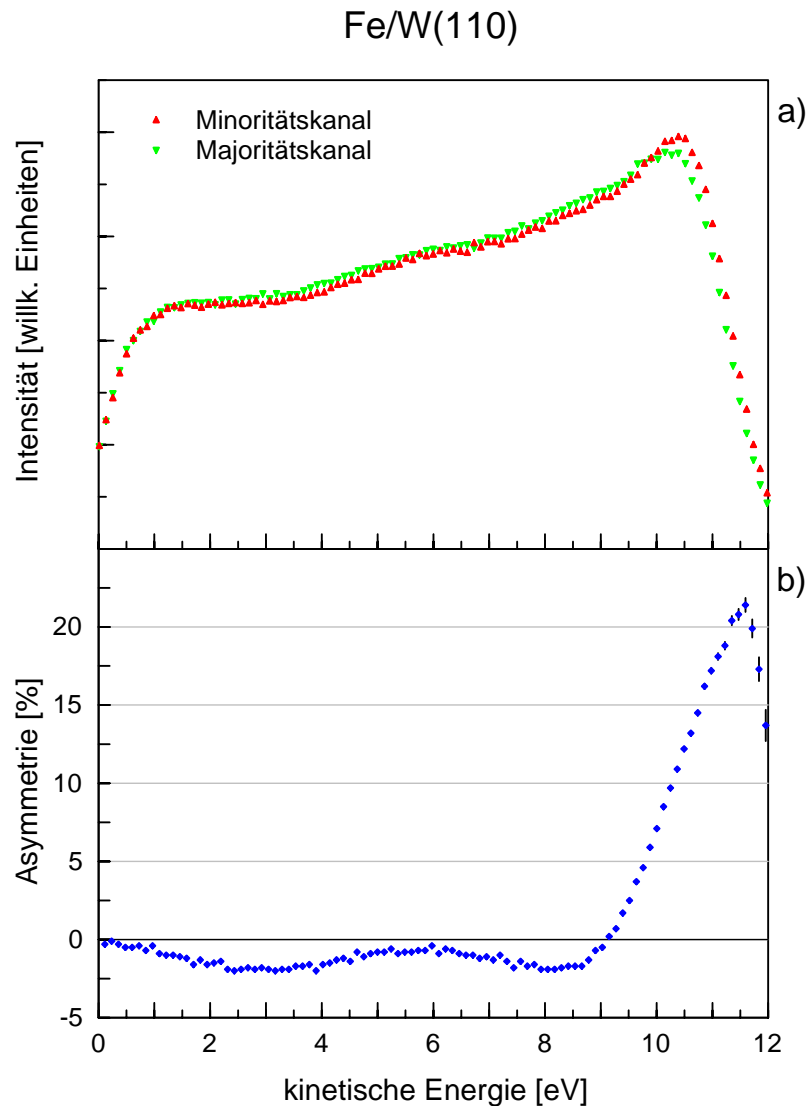 Fe/W(110)
a)
Minoritätskanal
Majoritätskanal
Intensität [willk. Einheiten]
b)
20
15
10
5
0
-5
Asymmetrie [%]
0 2 4 6 8 10 12
kinetische Energie [eV]